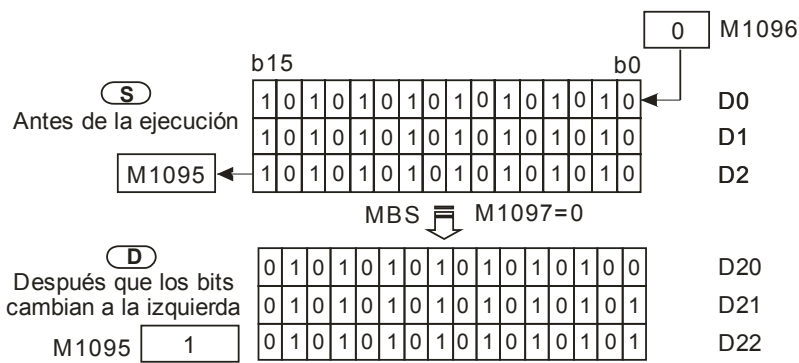 0 M1096
b15 b0
S
Antes de la ejecución
1 0 1 0 1 0 1 0 1 0 1 0 1 0 1 0 D0
1 0 1 0 1 0 1 0 1 0 1 0 1 0 1 0 D1
M1095 1 0 1 0 1 0 1 0 1 0 1 0 1 0 1 0 D2
MBS M1097=0
D
Después que los bits
cambian a la izquierda
0 1 0 1 0 1 0 1 0 1 0 1 0 1 0 0 D20
0 1 0 1 0 1 0 1 0 1 0 1 0 1 0 1 D21
M1095 1 0 1 0 1 0 1 0 1 0 1 0 1 0 1 0 1 D22